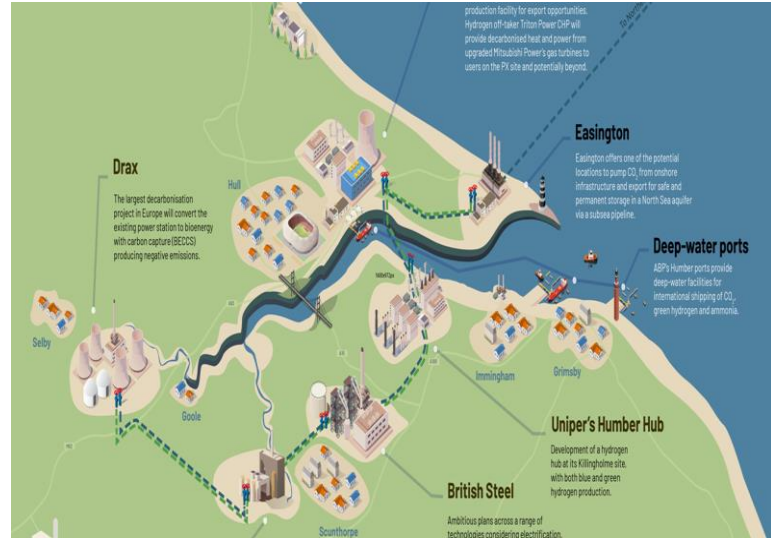 production facility for export opportunities.
Hydrogen off-taker Triton Power CHP will
provide decarbonised heat and power from
upgraded Mitsubishi Power's gas turbines to
users on the PX site and potentially beyond.
Easington
Easington offers one of the potential
locations to pump CO₂ from onshore
infrastructure and export for safe and
permanent storage in a North Sea aquifer
via a subsea pipeline.
Drax
The largest decarbonisation
project in Europe will convert the
existing power station to bioenergy
with carbon capture (BECCS)
producing negative emissions.
Hull
Deep-water ports
ABP's Humber ports provide
deep-water facilities for
international shipping of CO₂,
green hydrogen and ammonia.
Selby
Goole
Immingham
Grimsby
Uniper's Humber Hub
Development of a hydrogen
hub at its Killingholme site,
with both blue and green
hydrogen production.
British Steel
Ambitious plans across a range of
technologies considering electrification,
Scunthorpe